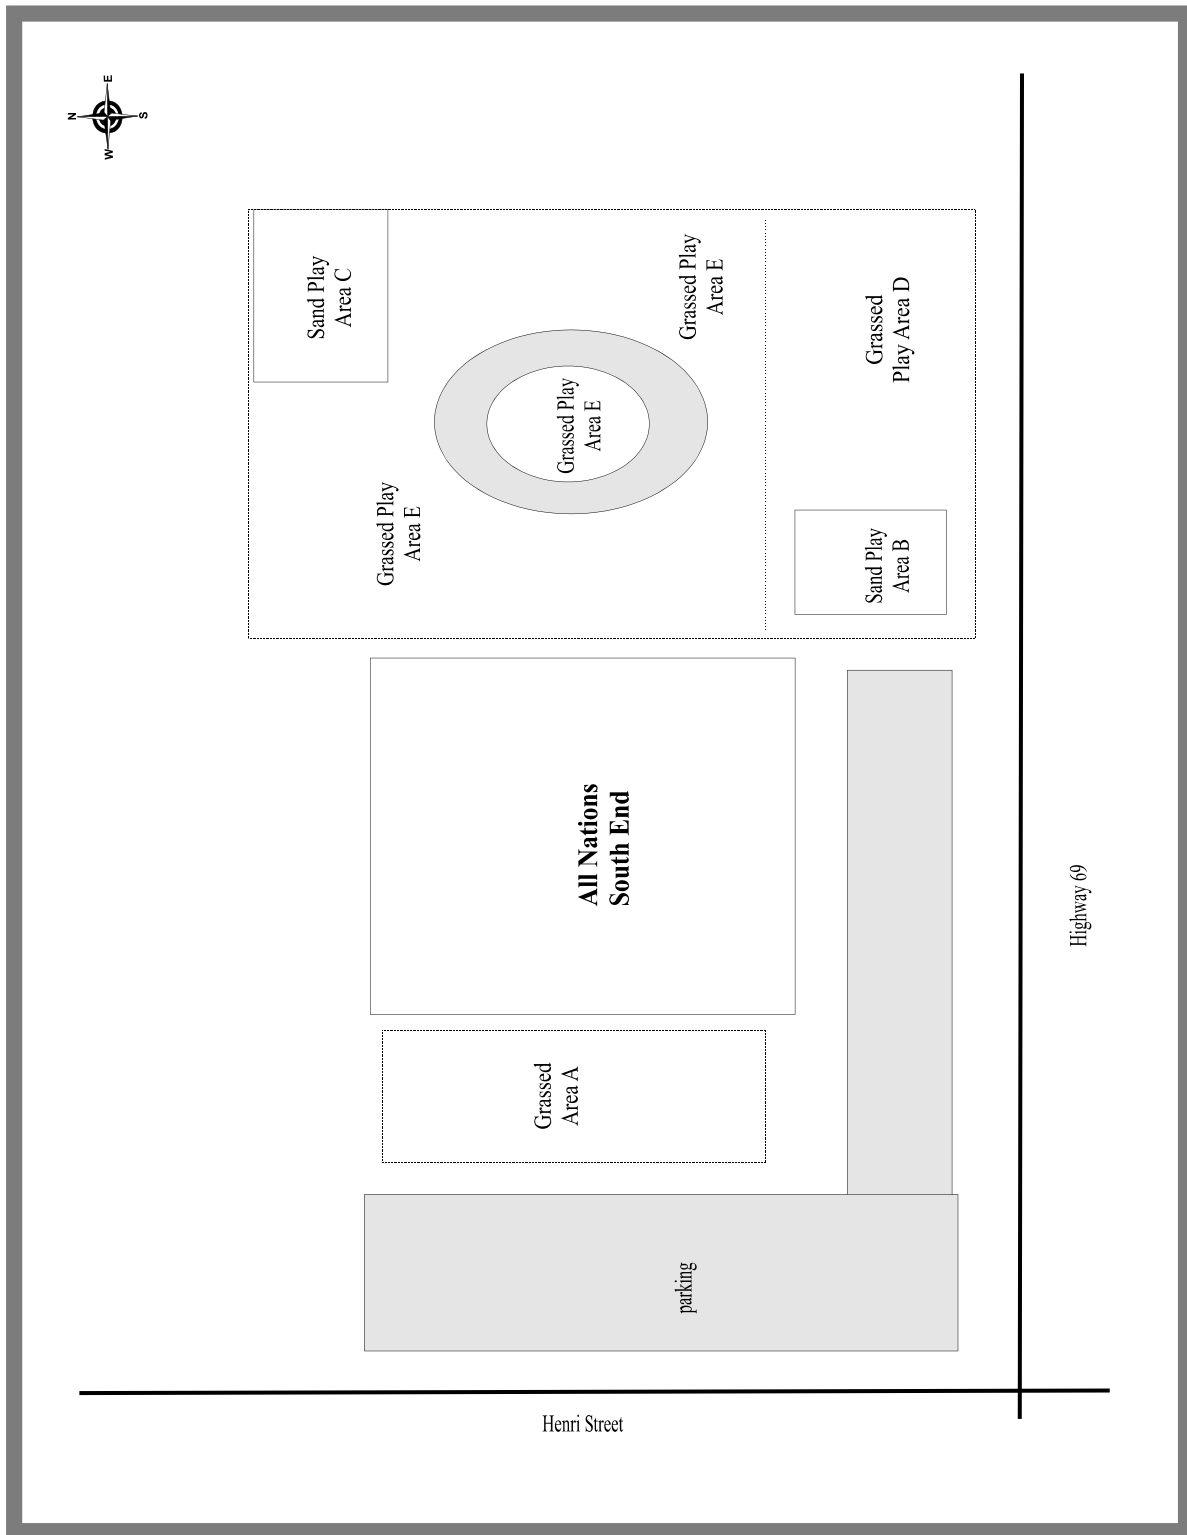 E
N
S
W
Sand Play
Area C
Grassed Play
Area E
Grassed
Play Area D
Grassed Play
Area E
Grassed Play
Area E
Sand Play
Area B
All Nations
South End
Highway 69
Grassed
Area A
parking
Henri Street